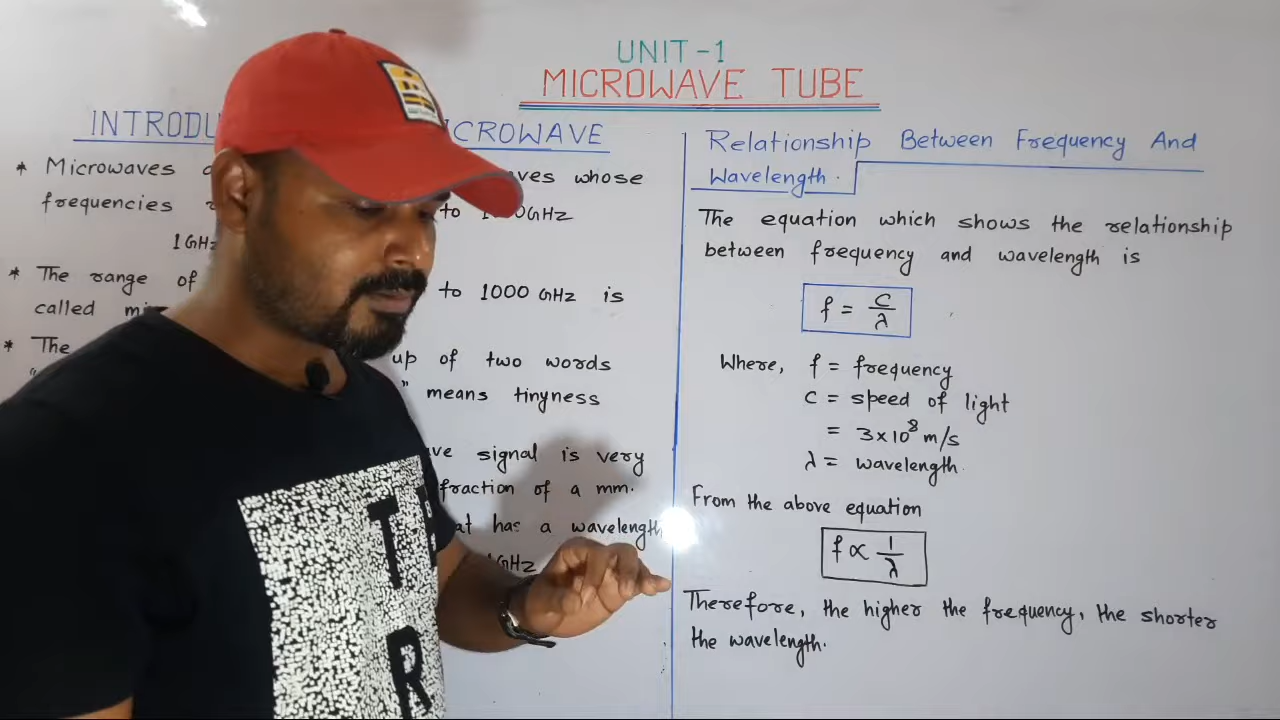 UNIT-1
MICROWAVE TUBE
INTRODU CROWAVE
* Microwaves whose
frequencies to GHz
1GHz
* The range of to 1000 GHz is
called
* The up of two words
" means tinyness
signal is very
fraction of a mm.
has a wavelength
GHz
Relationship Between Frequency And
Wavelength.
The equation which shows the relationship
between frequency and wavelength is
f = C/λ
Where, f = frequency
C = speed of light
= 3×10⁸ m/s
λ = wavelength.
From the above equation
f ∝ 1/λ
Therefore, the higher the frequency, the shorter
the wavelength.
T
R